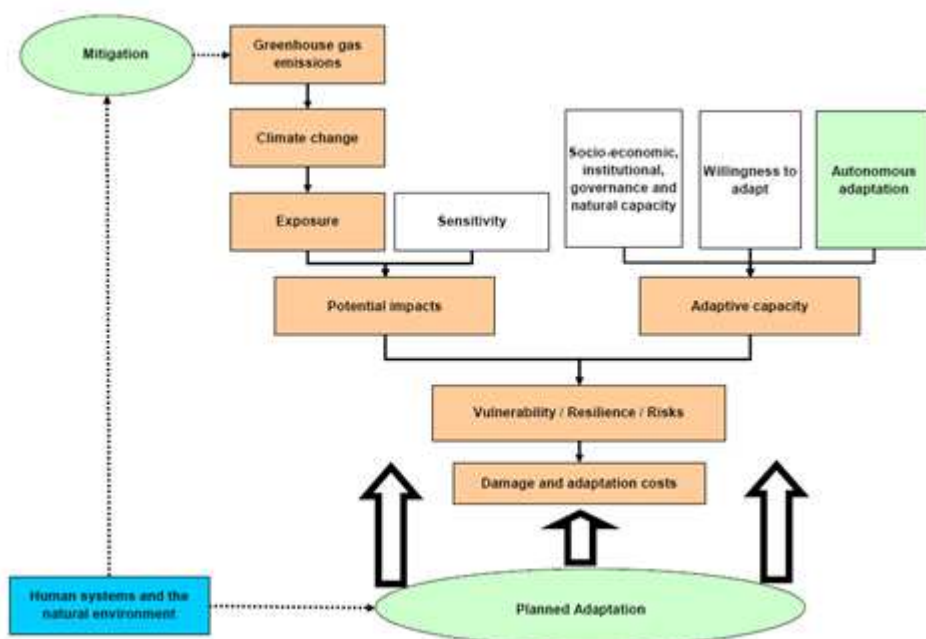 Mitigation
Greenhouse gas
emissions
Climate change
Socio-economic,
institutional,
governance and
natural capacity
Willingness to
adapt
Autonomous
adaptation
Exposure
Sensitivity
Potential impacts
Adaptive capacity
Vulnerability / Resilience / Risks
Damage and adaptation costs
Human systems and the
natural environment
Planned Adaptation